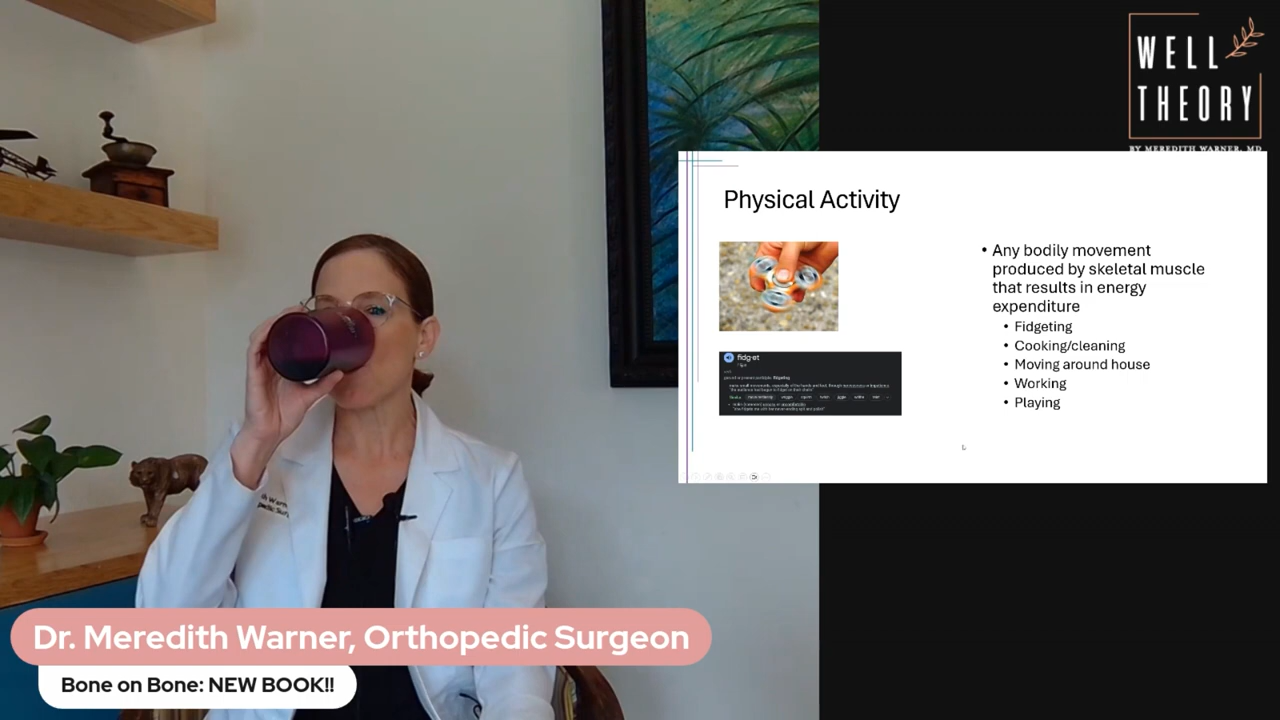 WELL
THEORY
BY MEREDITH WARNER, MD
Physical Activity
• Any bodily movement
produced by skeletal muscle
that results in energy
expenditure
• Fidgeting
• Cooking/cleaning
• Moving around house
• Working
• Playing
fidg·et
Dr. Meredith Warner, Orthopedic Surgeon
Bone on Bone: NEW BOOK!!